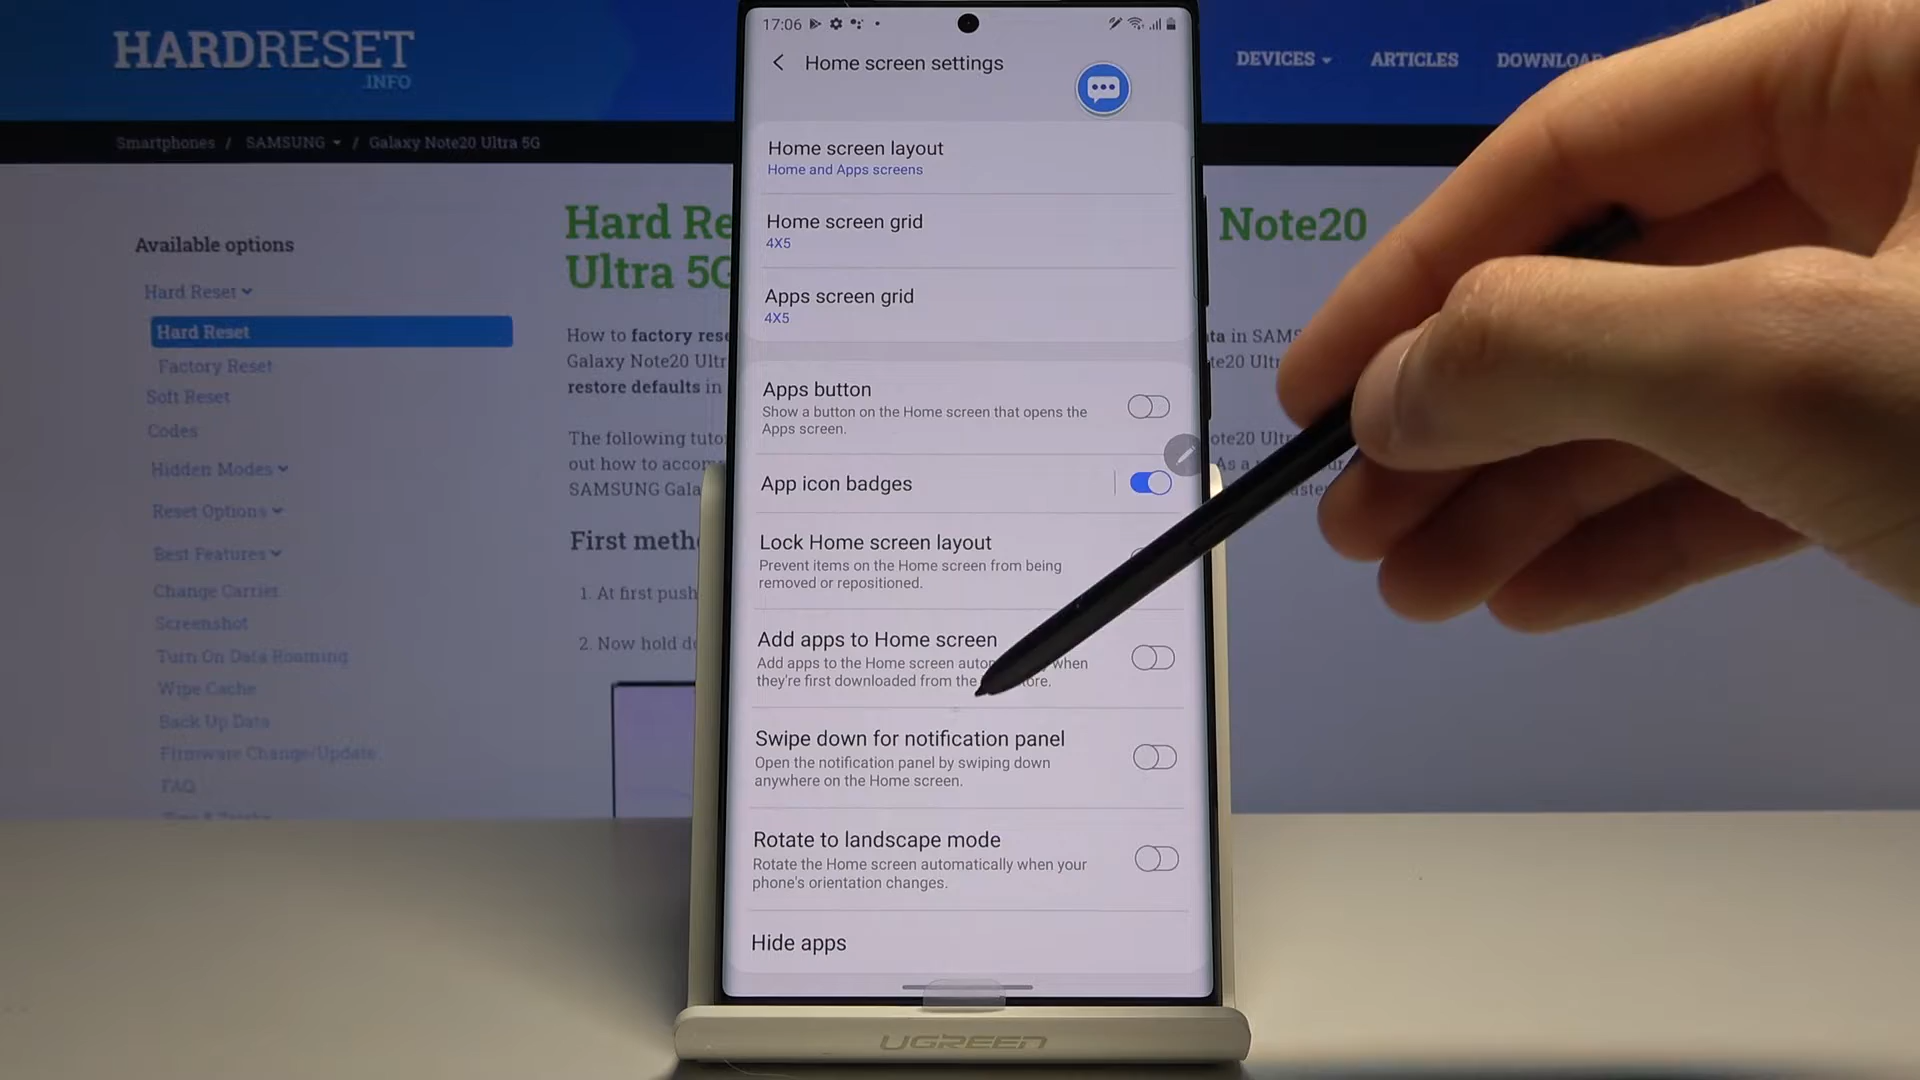 HARDRESET
.INFO
DEVICES
ARTICLES
Smartphones / SAMSUNG / Galaxy Note20 Ultra 5G
Available options
Hard Reset
Hard Reset
Factory Reset
Soft Reset
Codes
Hidden Modes
Reset Options
Best Features
Change Carrier
Screenshot
Turn On Data Roaming
Wipe Cache
Back Up Data
Firmware Change/Update
FAQ
Hard Note20
Ultra
How to factory in
Galaxy Note20
restore defaults in
The following
out how to
SAMSUNG
First
1. At first push
2. Now hold
17:06
Home screen settings
Home screen layout
Home and Apps screens
Home screen grid
4X5
Apps screen grid
4X5
Apps button
Show a button on the Home screen that opens the
Apps screen.
App icon badges
Lock Home screen layout
Prevent items on the Home screen from being
removed or repositioned.
Add apps to Home screen
Add apps to the Home screen when
they're first downloaded from the
Swipe down for notification panel
Open the notification panel by swiping down
anywhere on the Home screen.
Rotate to landscape mode
Rotate the Home screen automatically when your
phone's orientation changes.
Hide apps
UGREEN